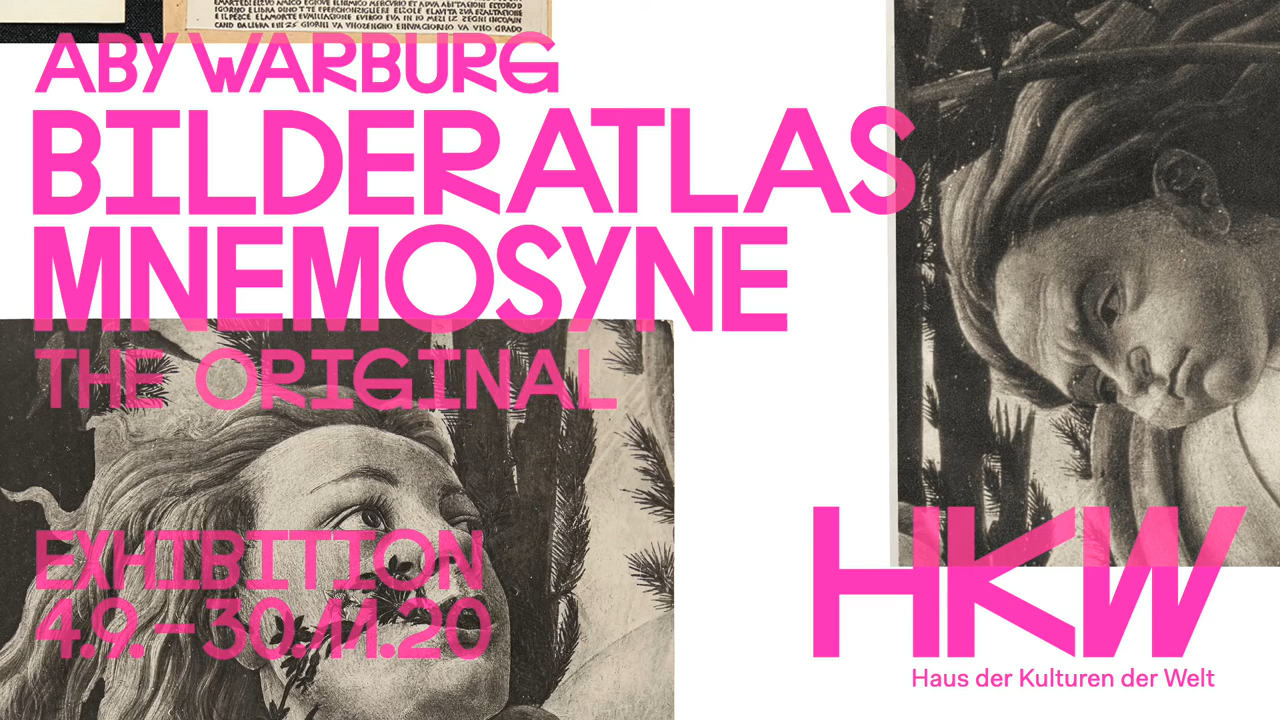 ABY WARBURG
BILDERATLAS
MNEMOSYNE
THE ORIGINAL
EXHIBITION
4.9.–30.11.20
HKW
Haus der Kulturen der Welt